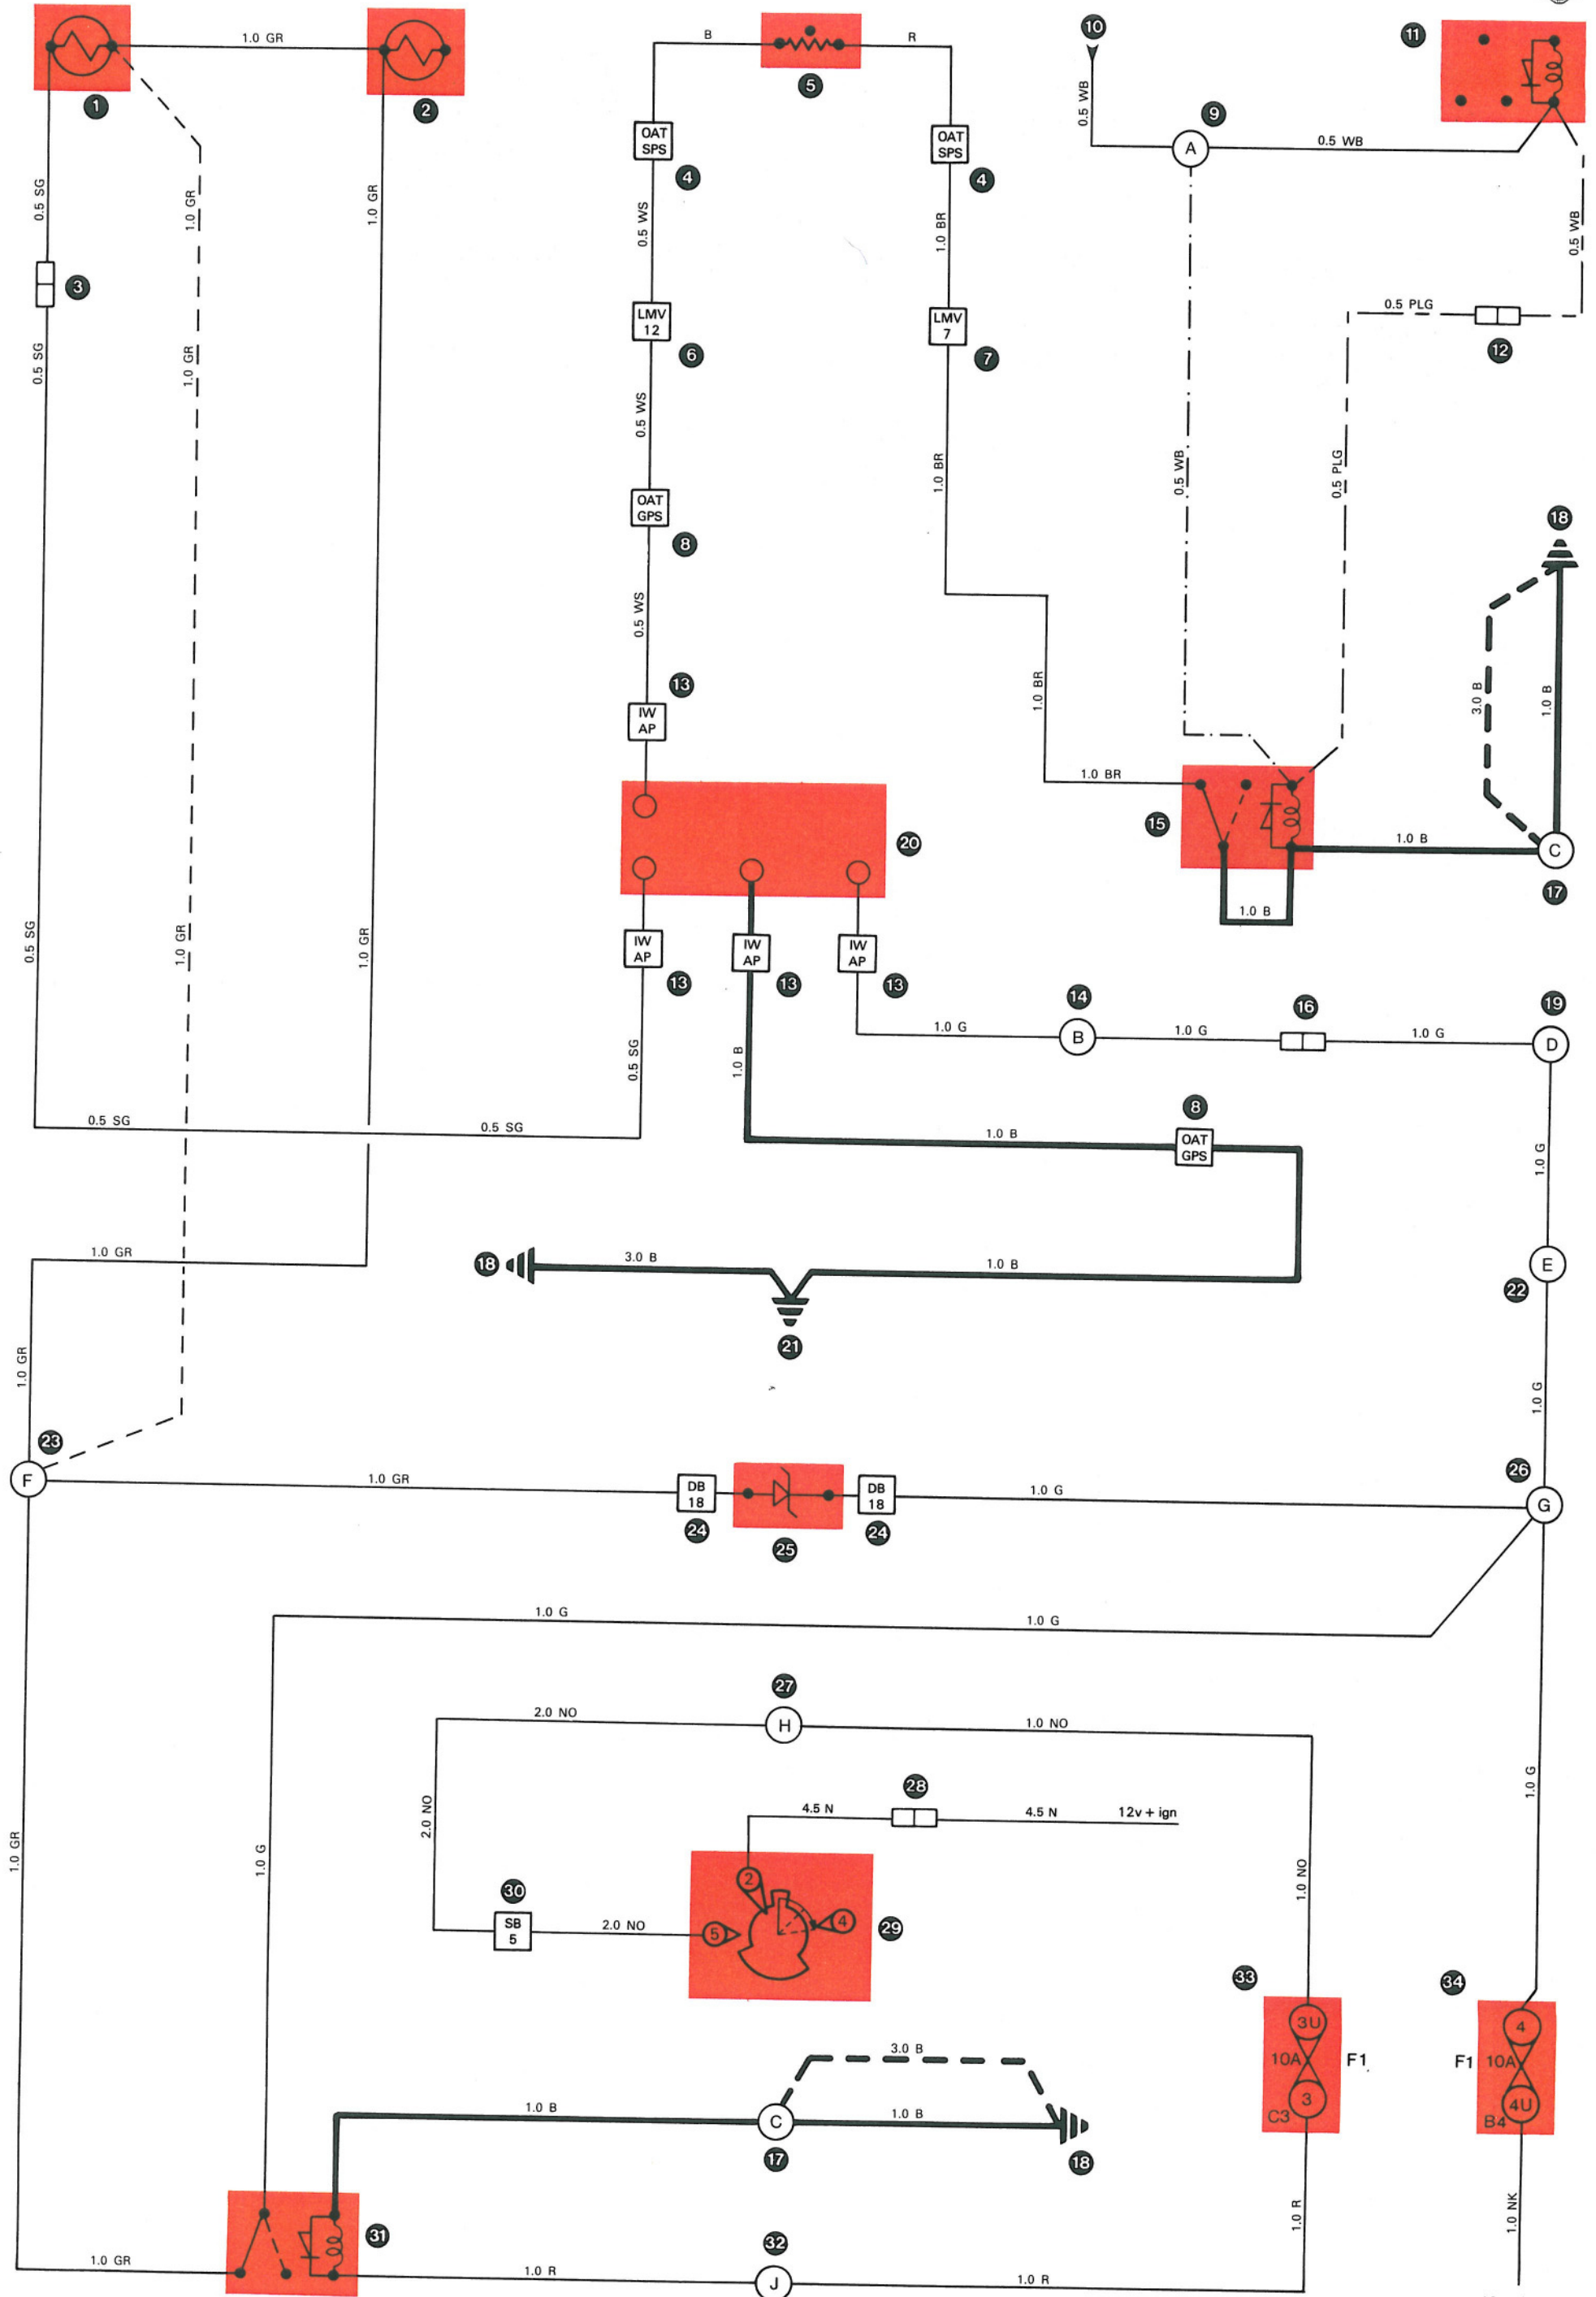 1.0 GR
B
R
10
11
1
2
5
9
OAT
SPS
OAT
SPS
0.5 WB
A
0.5 WB
4
4
0.5 SG
1.0 GR
1.0 GR
0.5 WS
1.0 BR
0.5 WB
3
LMV
12
LMV
7
0.5 PLG
0.5 SG
1.0 GR
6
7
12
0.5 WS
1.0 BR
0.5 WB
0.5 PLG
OAT
GPS
8
18
0.5 WS
13
1.0 BR
3.0 B
1.0 B
IW
AP
1.0 BR
15
20
1.0 B
C
17
1.0 B
0.5 SG
1.0 GR
1.0 GR
IW
AP
IW
AP
IW
AP
13
13
13
14
16
19
1.0 G
B
1.0 G
1.0 G
D
0.5 SG
1.0 B
0.5 SG
0.5 SG
8
1.0 B
OAT
GPS
1.0 G
1.0 GR
18
3.0 B
1.0 B
E
22
21
1.0 GR
1.0 G
23
F
1.0 GR
DB
18
DB
18
1.0 G
26
G
24
25
24
1.0 G
1.0 G
27
2.0 NO
H
1.0 NO
28
4.5 N
4.5 N
12v + ign
2.0 NO
1.0 G
1.0 GR
1.0 G
2
1.0 NO
30
SB
5
2.0 NO
5
4
29
33
34
3U
10A
F1
3
C3
F1
4
10A
4U
B4
3.0 B
1.0 B
C
1.0 B
17
18
1.0 R
1.0 NK
31
32
1.0 GR
1.0 R
J
1.0 R